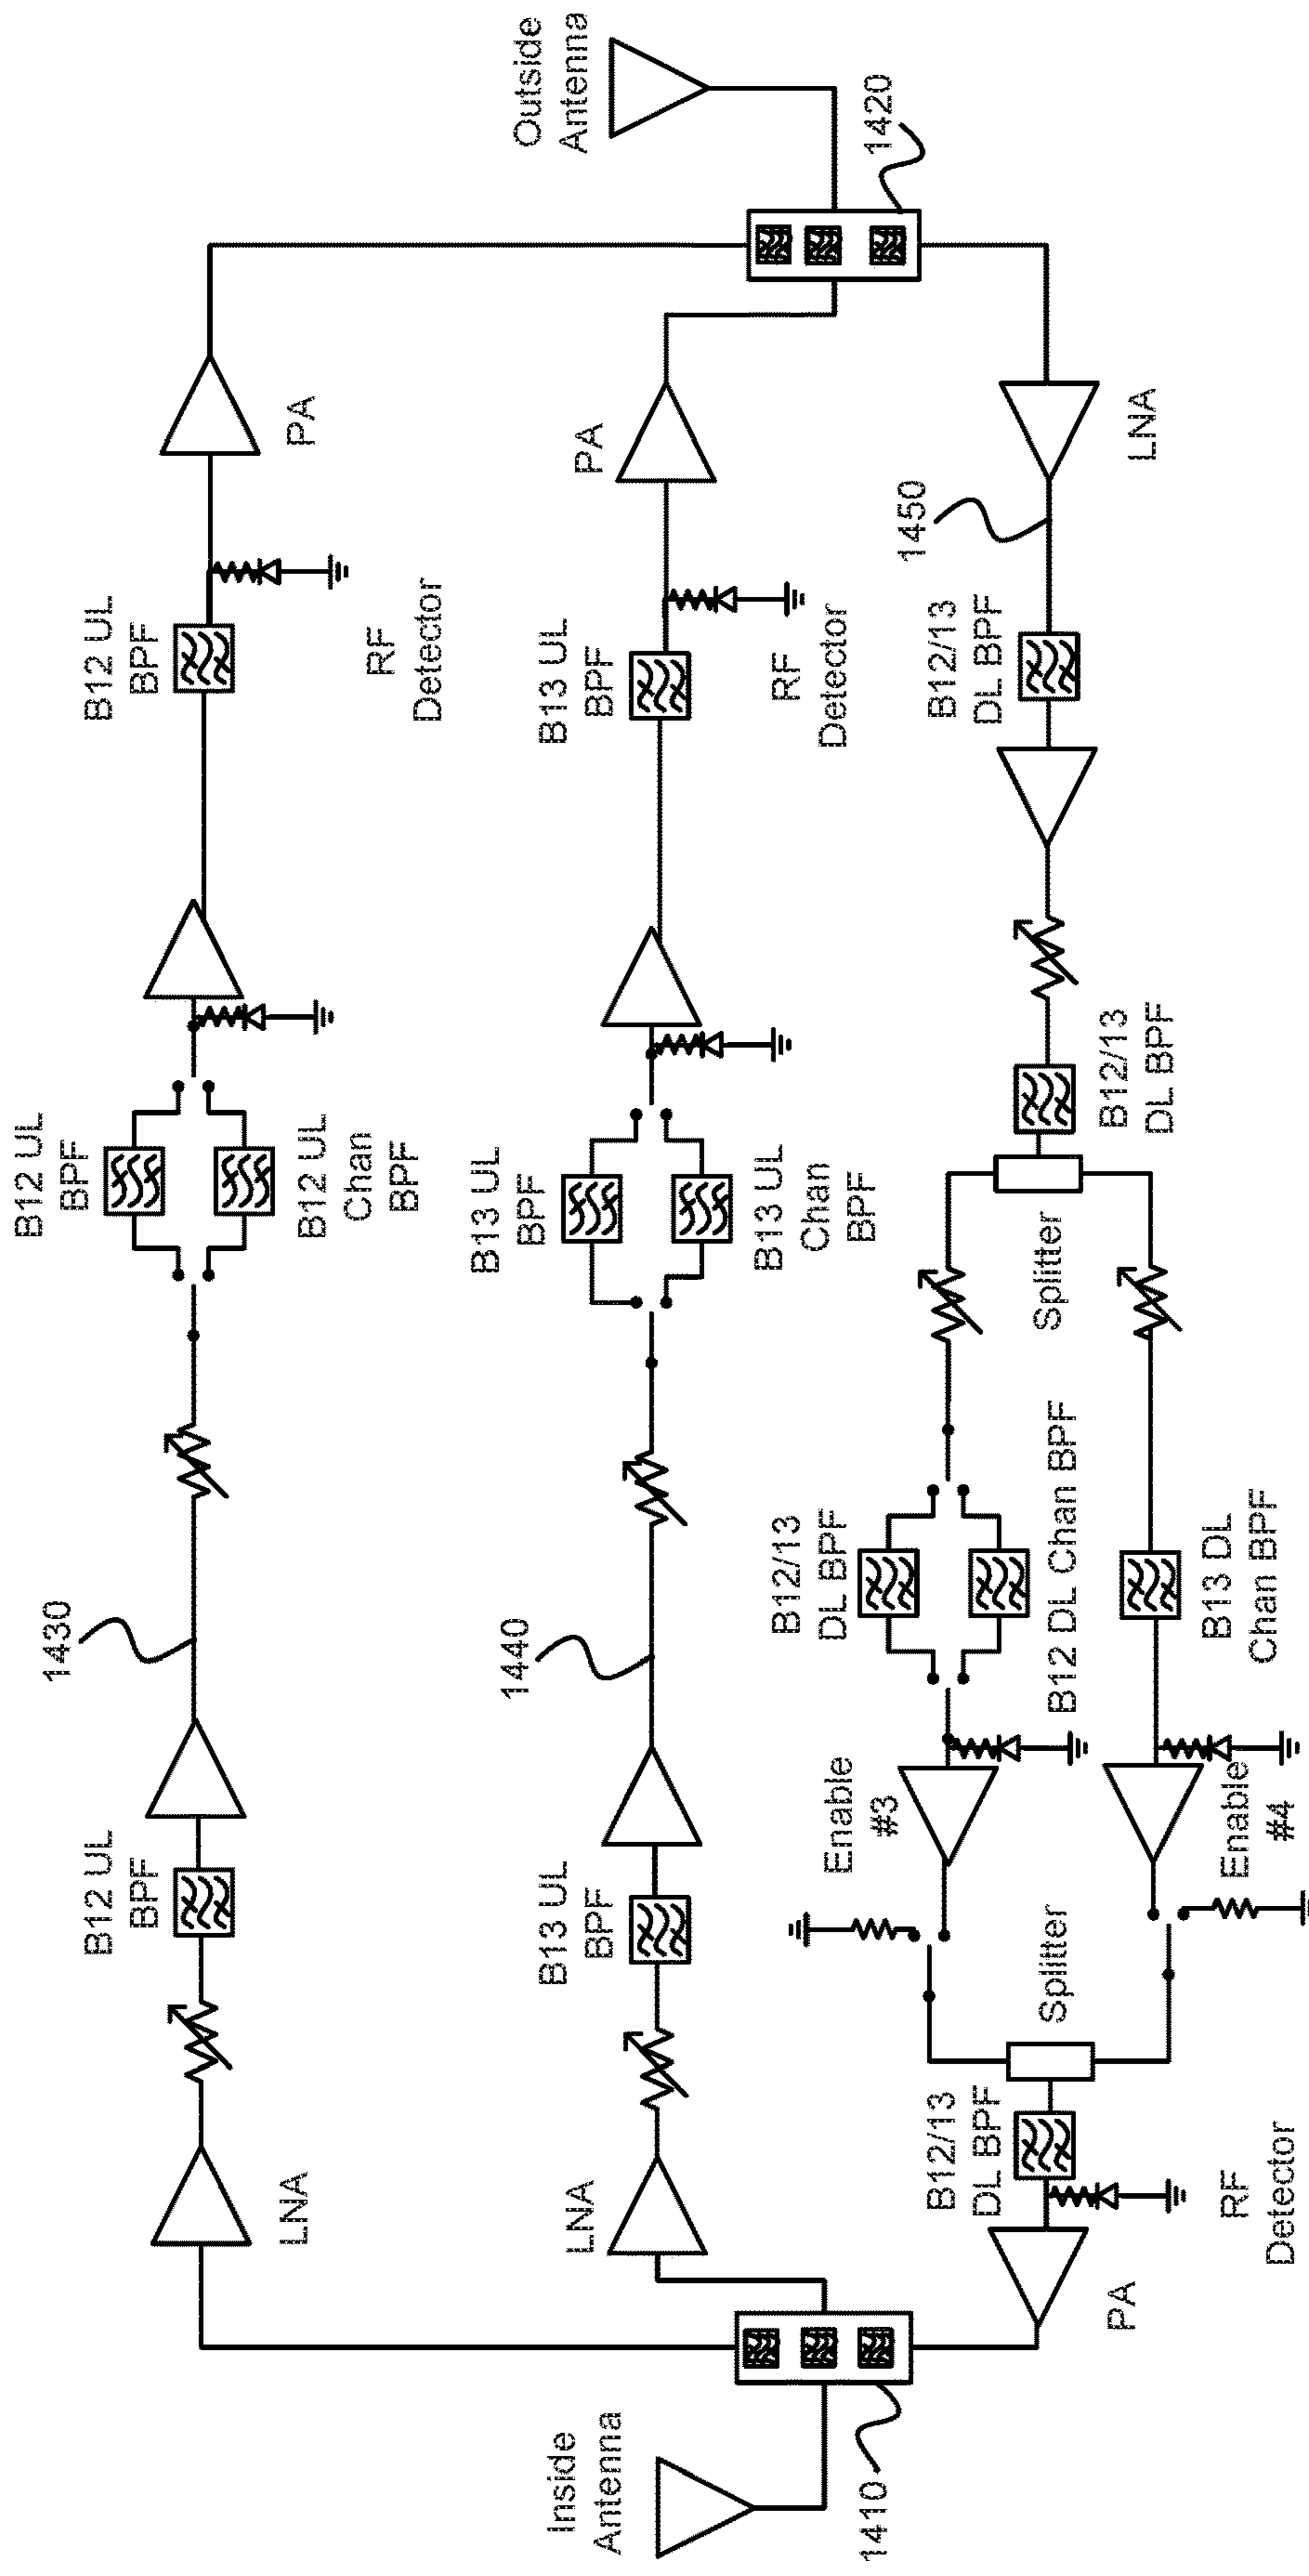 B12 UL
BPF
B12 UL
BPF
B12 UL
BPF
1430
B12 UL
Chan
BPF
LNA
PA
RF
Detector
Outside
Antenna
B13 UL
BPF
B13 UL
BPF
B13 UL
BPF
1440
B13 UL
Chan
BPF
LNA
PA
RF
Detector
1420
Inside
Antenna
1410
B12/13
DL BPF
Enable
#3
B12/13
DL BPF
B12/13
DL BPF
1450
Splitter
B12 DL Chan BPF
Splitter
B12/13
DL BPF
LNA
PA
RF
Detector
Enable
#4
B13 DL
Chan BPF